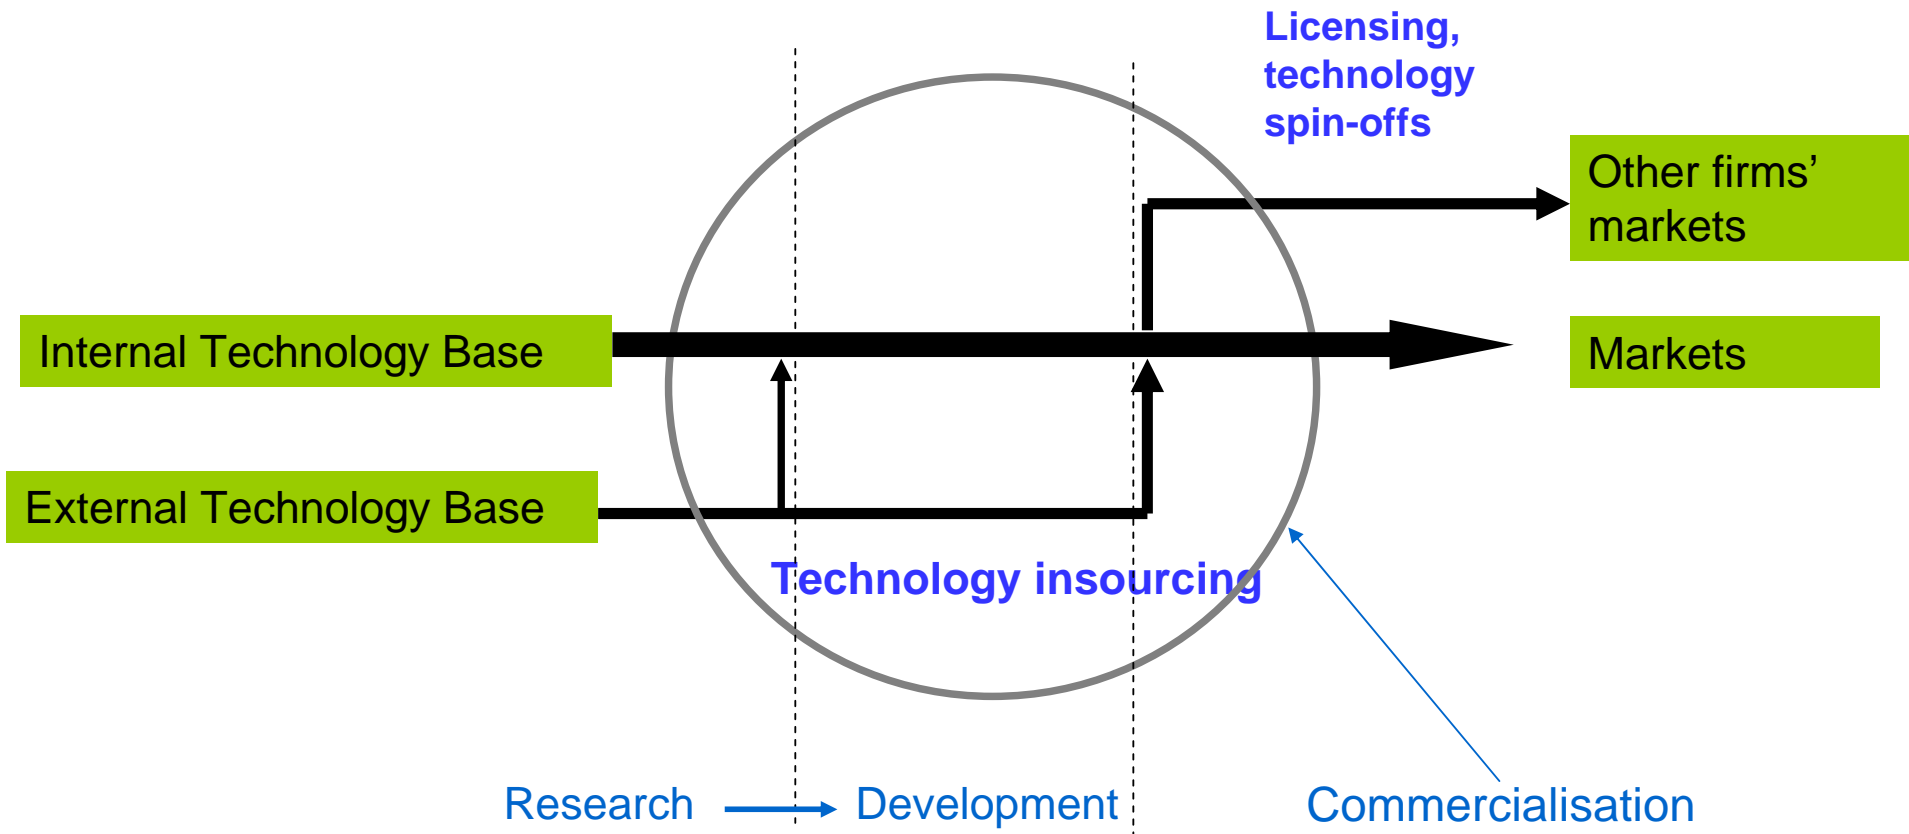 Licensing,
technology
spin-offs
Other firms’
markets
Internal Technology Base
Markets
External Technology Base
Technology insourcing
Research
Development
Commercialisation